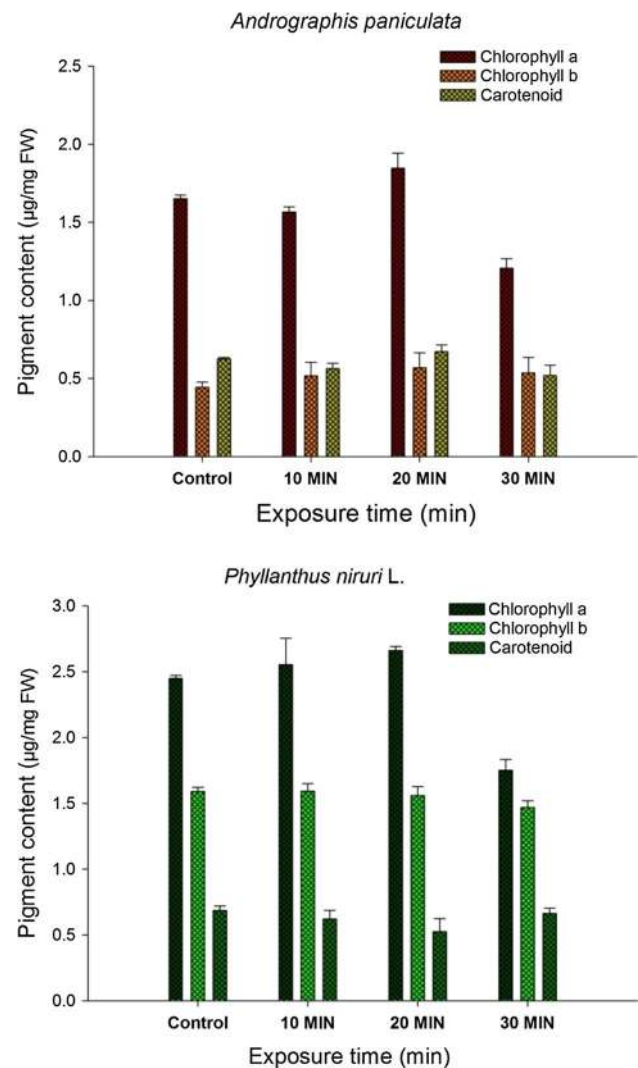 Andrographis paniculata
Chlorophyll a
Chlorophyll b
Carotenoid
Pigment content (µg/mg FW)
2.5
2.0
1.5
1.0
0.5
0.0
Control 10 MIN 20 MIN 30 MIN
Exposure time (min)
Phyllanthus niruri L.
Chlorophyll a
Chlorophyll b
Carotenoid
Pigment content (µg/mg FW)
3.0
2.5
2.0
1.5
1.0
0.5
0.0
Control 10 MIN 20 MIN 30 MIN
Exposure time (min)